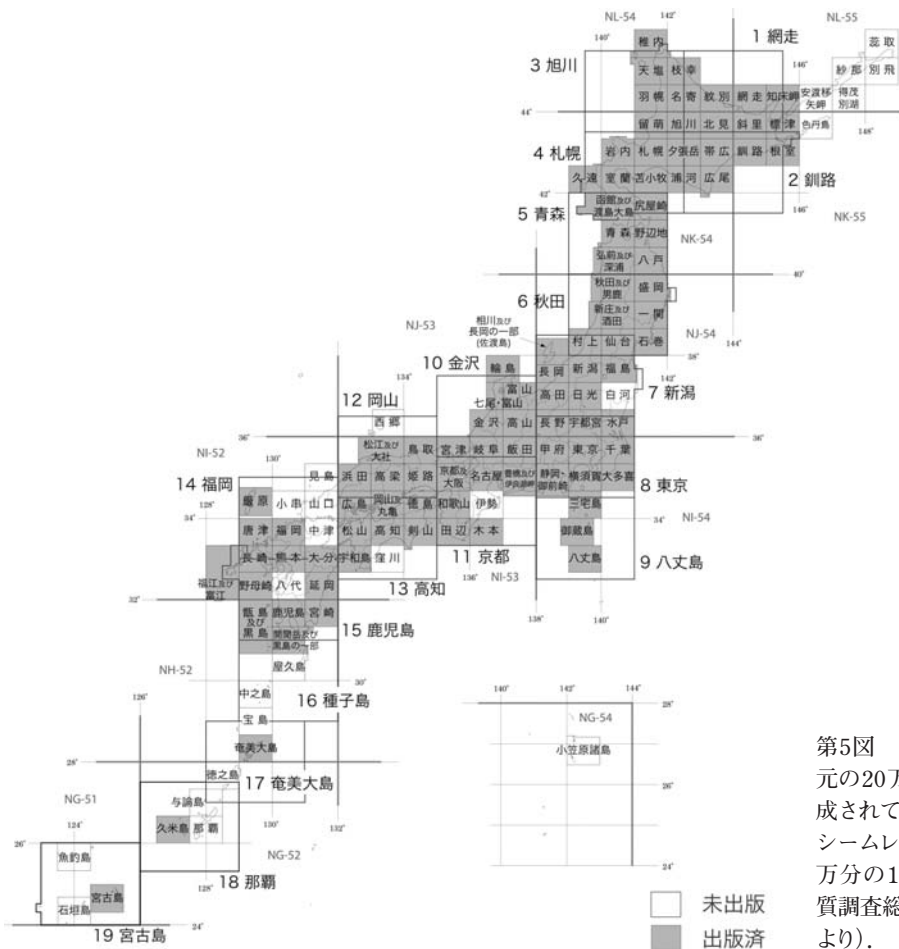 NL-54
142°
NL-55
140°
1 網走
蕊取
稚内
146°
3 旭川
紗那 別飛
天塩 枝幸
羽幌 名寄 紋別 網走 知床岬 安渡移矢岬 得茂別湖
44°
148°
留萌 旭川 北見 斜里 標津 色丹島
4 札幌
岩内 札幌 夕張岳 帯広 釧路 根室
久遠 室蘭 苫小牧 浦河 広尾
2 釧路
42°
146°
5 青森
函館及び渡島大島 尻屋崎
NK-55
青森 野辺地
NK-54
弘前及び深浦 八戸
40°
6 秋田
秋田及び男鹿 盛岡
新庄及び酒田 一関
相川及び
長岡の一部
(佐渡島)
NJ-53
NJ-54
144°
村上 仙台 石巻
38°
10 金沢
142°
輪島
長岡 新潟 福島
134°
12 岡山
富山
七尾・富山
高田 日光 白河
7 新潟
西郷
金沢 高山 長野 宇都宮 水戸
36°
36°
松江及び大社 鳥取 宮津 岐阜 飯田 甲府 東京 千葉
NI-52
130°
14 福岡
見島 浜田 高梁 姫路 京都及び大阪 名古屋 豊橋及び伊良湖岬 静岡・御前崎 横須賀 大多喜
8 東京
128°
厳原 小串 山口 広島 岡山及び丸亀 徳島 和歌山 伊勢 三宅島
34°
34°
NI-54
唐津 福岡 中津 松山 高知 剣山 田辺 木本 御蔵島
長崎 熊本 大分 宇和島 窪川
11 京都
八丈島
9 八丈島
136°
NI-53
福江及び富江
野母崎 八代 延岡
13 高知
32°
138°
140°
甑島及び黒島 鹿児島 宮崎
15 鹿児島
開聞岳及び黒島の一部
NH-52
屋久島
30°
126°
中之島
16 種子島
宝島
奄美大島
28°
徳之島
17 奄美大島
NG-51
与論島
130°
132°
124°
久米島 那覇
26°
NG-52
魚釣島
128°
18 那覇
宮古島
石垣島
24°
19 宮古島
140°
142°
144°
28°
NG-54
小笠原諸島
26°
24°
未出版
出版済
第5図
元の20万
成されて
シームレ
万分の1
質調査総
より）.